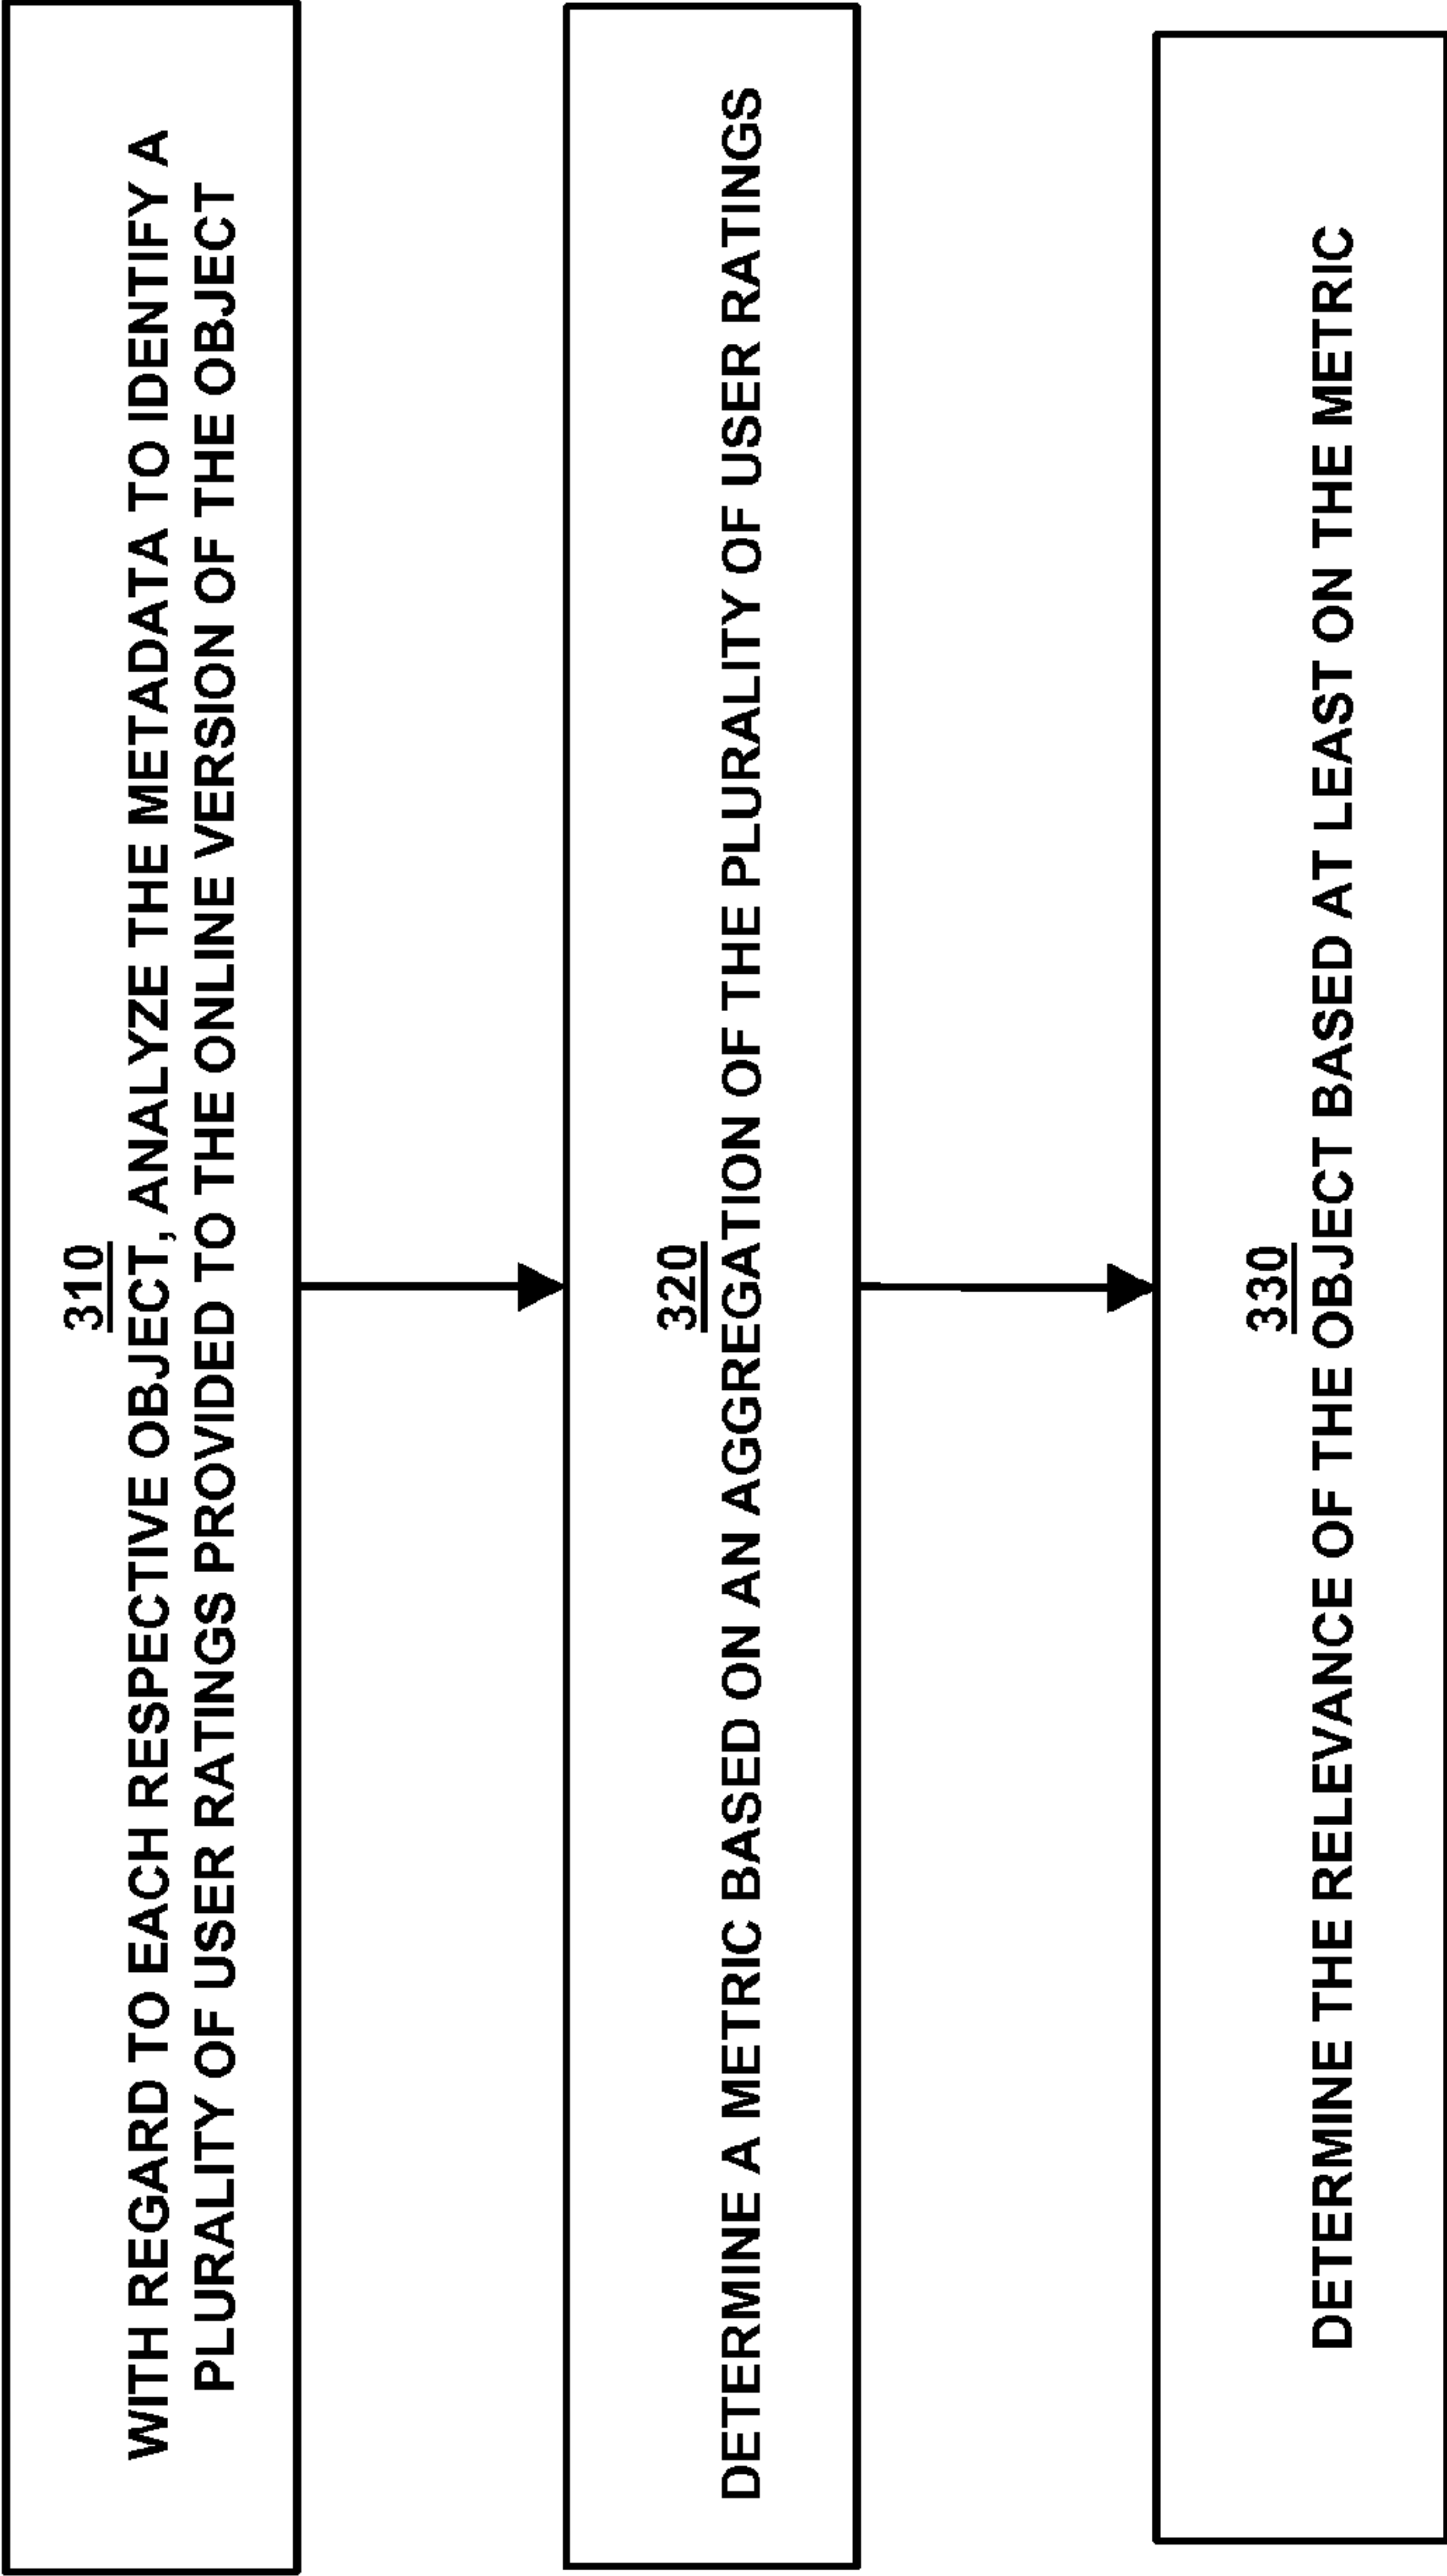 310
WITH REGARD TO EACH RESPECTIVE OBJECT, ANALYZE THE METADATA TO IDENTIFY A
PLURALITY OF USER RATINGS PROVIDED TO THE ONLINE VERSION OF THE OBJECT
320
DETERMINE A METRIC BASED ON AN AGGREGATION OF THE PLURALITY OF USER RATINGS
330
DETERMINE THE RELEVANCE OF THE OBJECT BASED AT LEAST ON THE METRIC